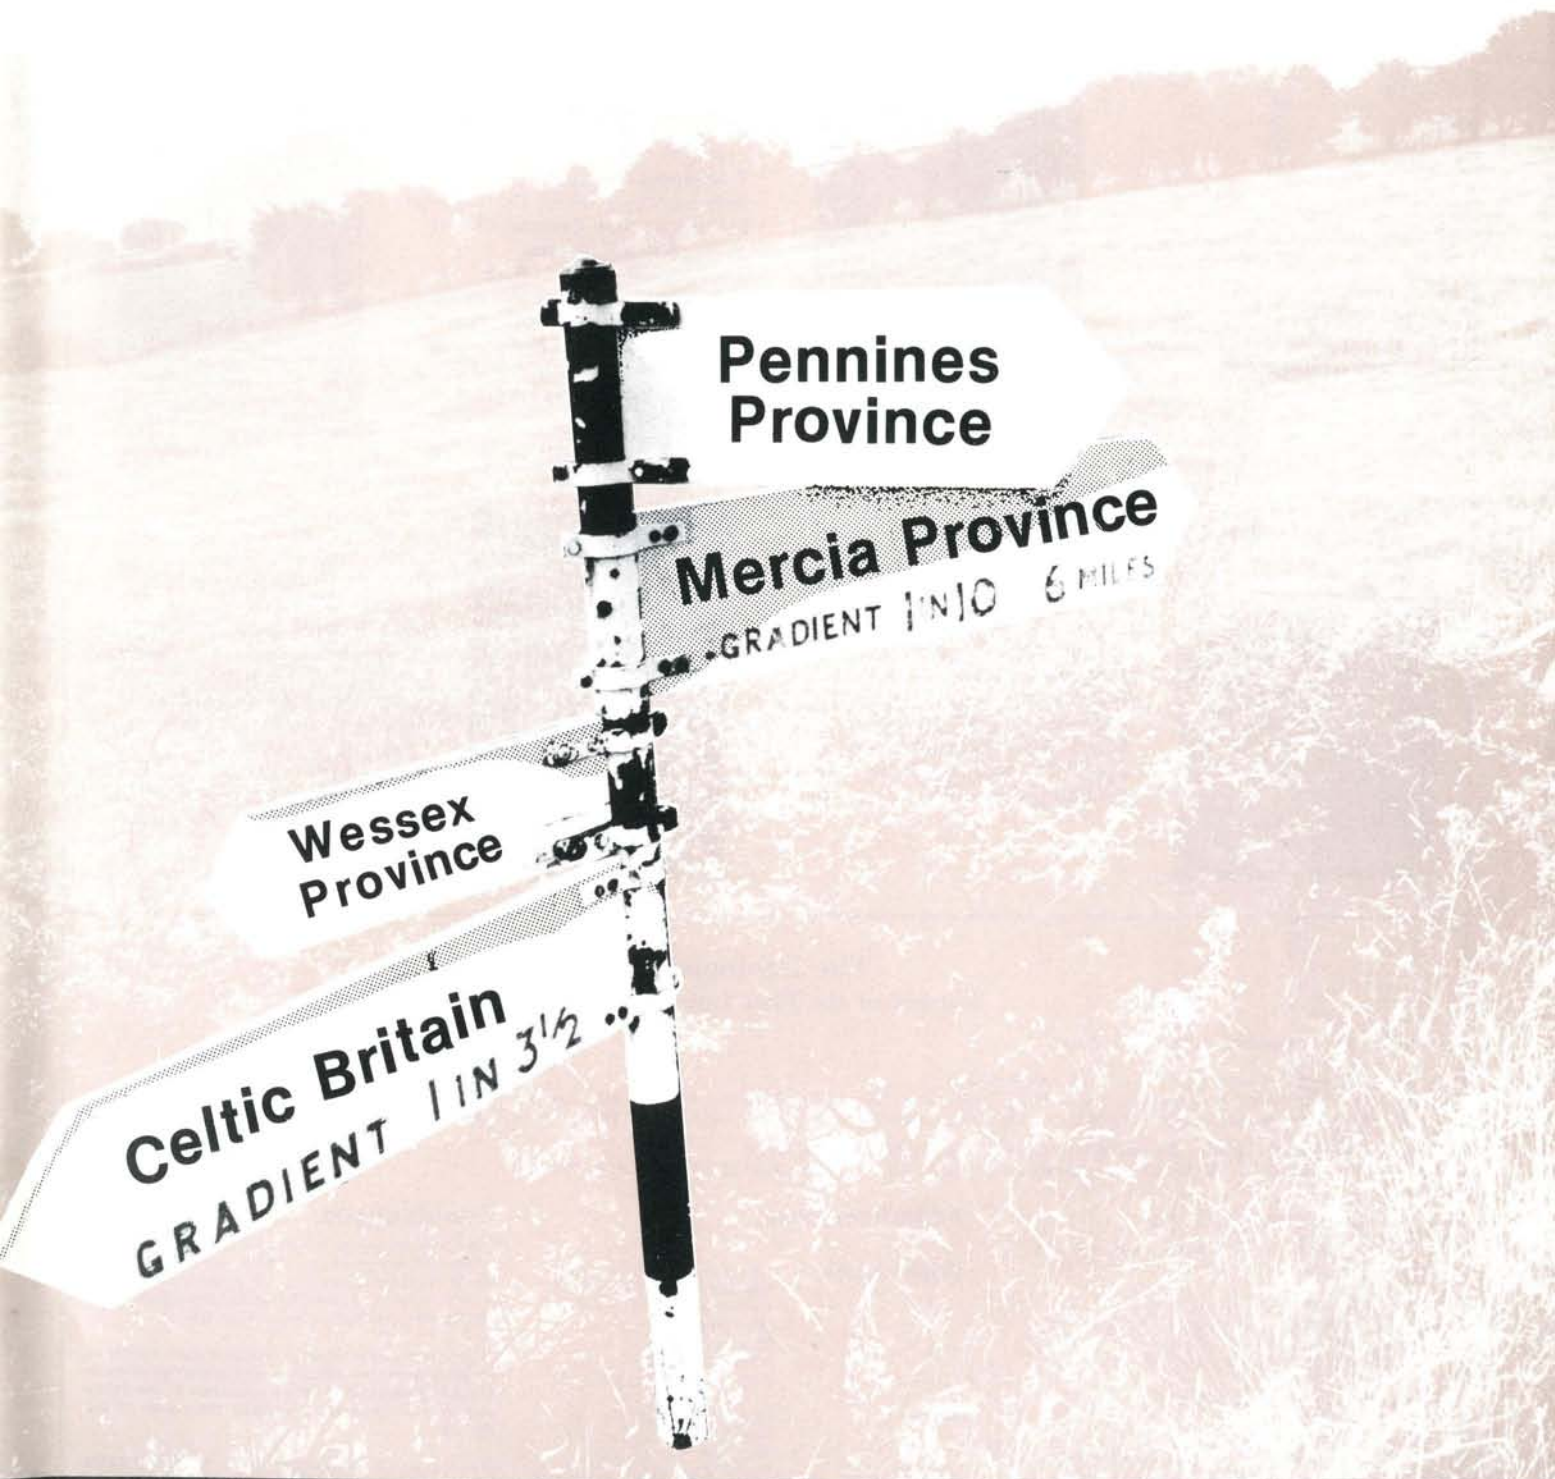 Pennines
Province
Mercia Province
GRADIENT 1 IN 10 6 MILES
Wessex
Province
Celtic Britain
GRADIENT 1 IN 3½